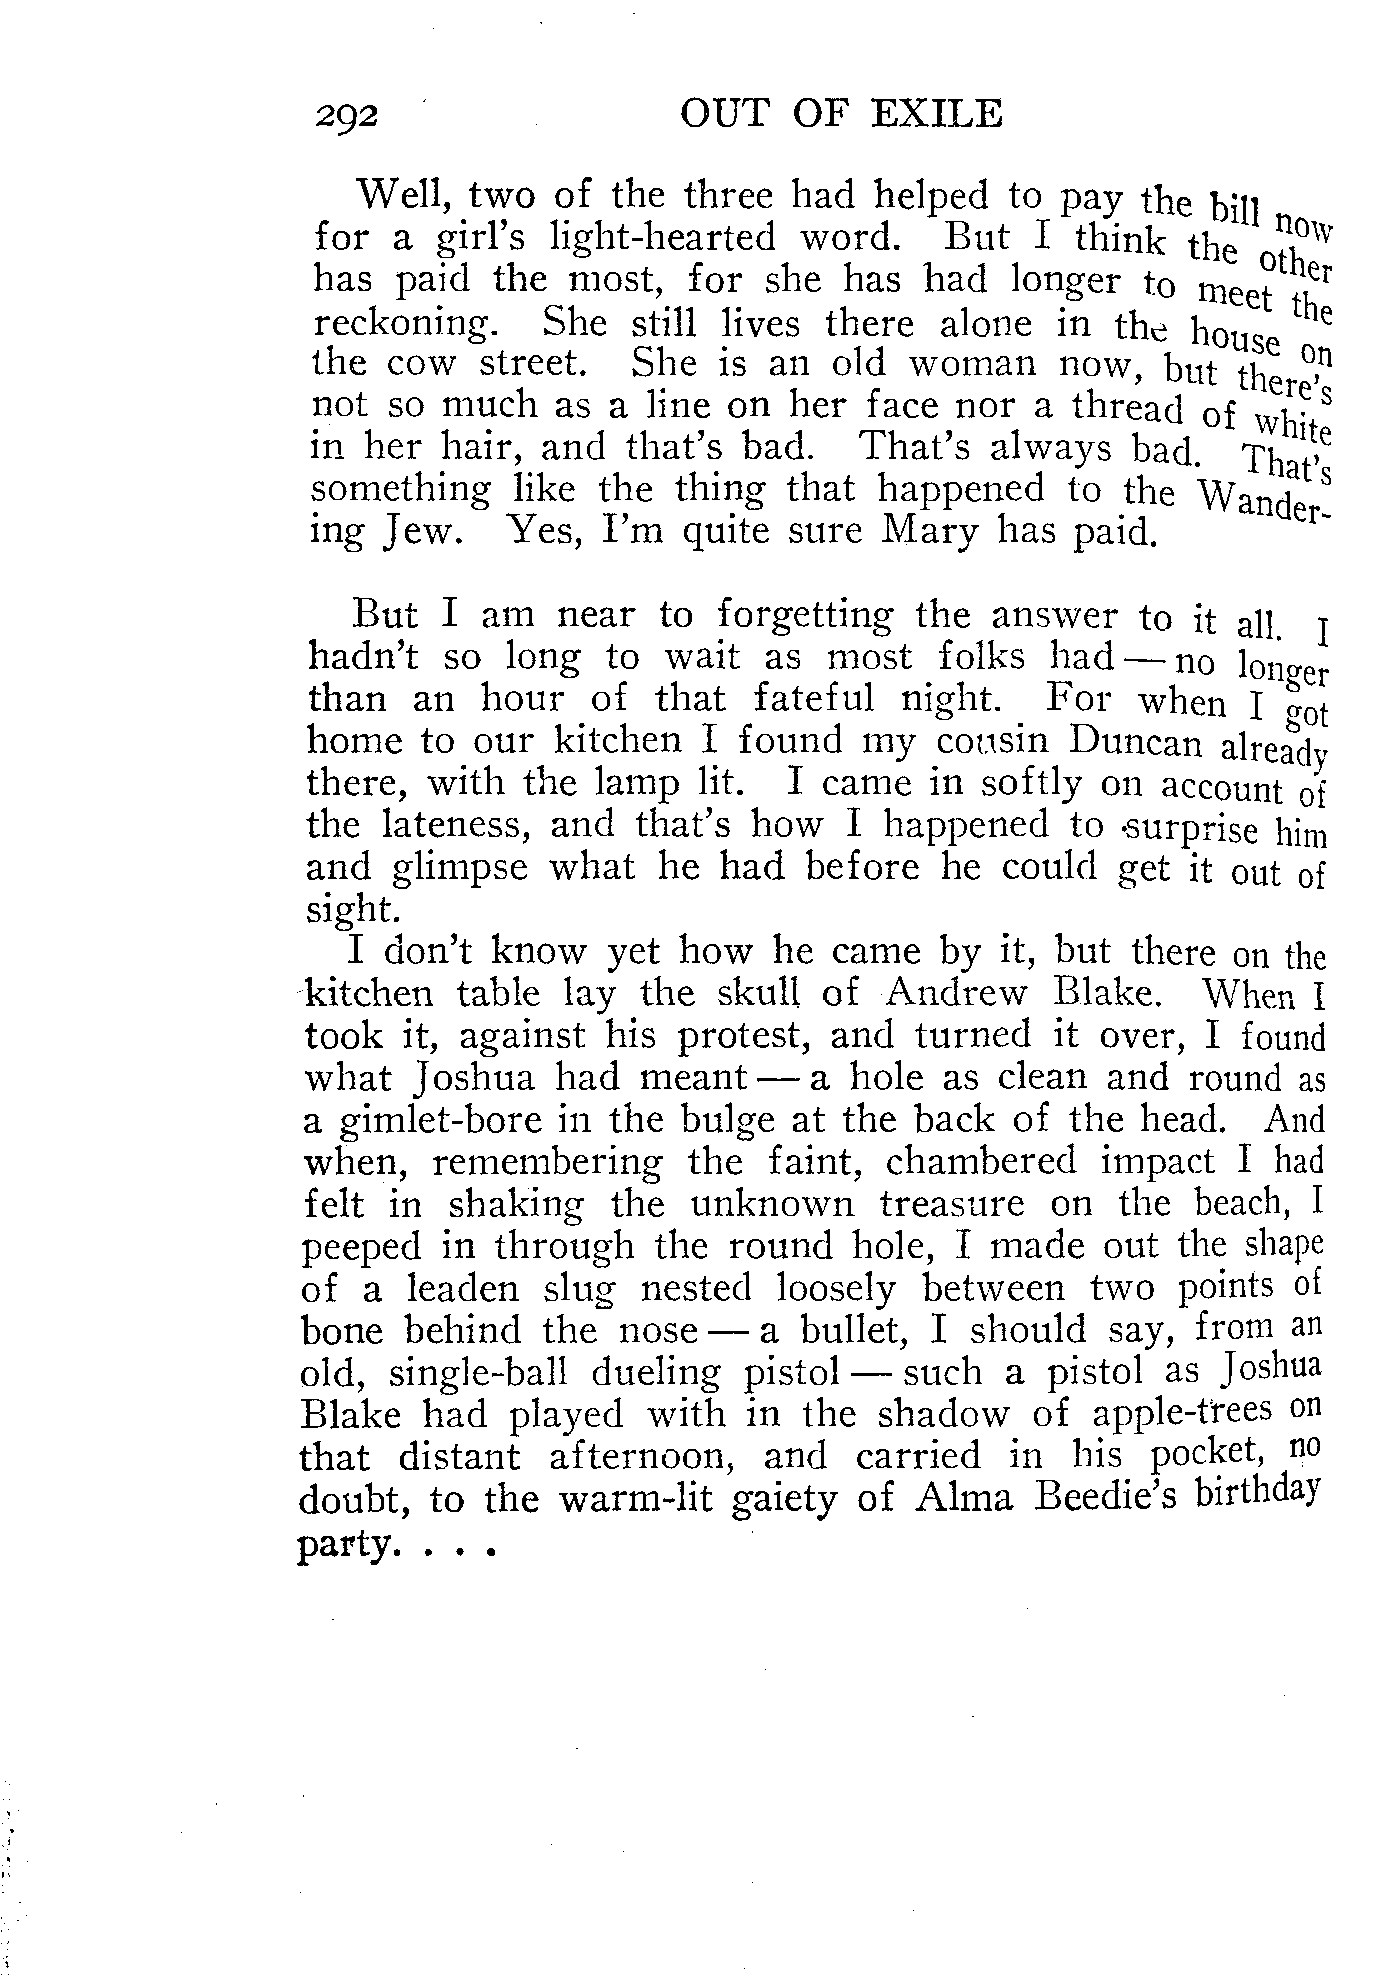 292 OUT OF EXILE
Well, two of the three had helped to pay the bill now
for a girl's light-hearted word. But I think the other
has paid the most, for she has had longer to meet the
reckoning. She still lives there alone in the house on
the cow street. She is an old woman now, but there's
not so much as a line on her face nor a thread of white
in her hair, and that's bad. That's always bad. That's
something like the thing that happened to the Wander-
ing Jew. Yes, I'm quite sure Mary has paid.
But I am near to forgetting the answer to it all. I
hadn't so long to wait as most folks had — no longer
than an hour of that fateful night. For when I got
home to our kitchen I found my cousin Duncan already
there, with the lamp lit. I came in softly on account of
the lateness, and that's how I happened to surprise him
and glimpse what he had before he could get it out of
sight.
I don't know yet how he came by it, but there on the
kitchen table lay the skull of Andrew Blake. When I
took it, against his protest, and turned it over, I found
what Joshua had meant — a hole as clean and round as
a gimlet-bore in the bulge at the back of the head. And
when, remembering the faint, chambered impact I had
felt in shaking the unknown treasure on the beach, I
peeped in through the round hole, I made out the shape
of a leaden slug nested loosely between two points of
bone behind the nose — a bullet, I should say, from an
old, single-ball dueling pistol — such a pistol as Joshua
Blake had played with in the shadow of apple-trees on
that distant afternoon, and carried in his pocket, no
doubt, to the warm-lit gaiety of Alma Beedie's birthday
party. . . .